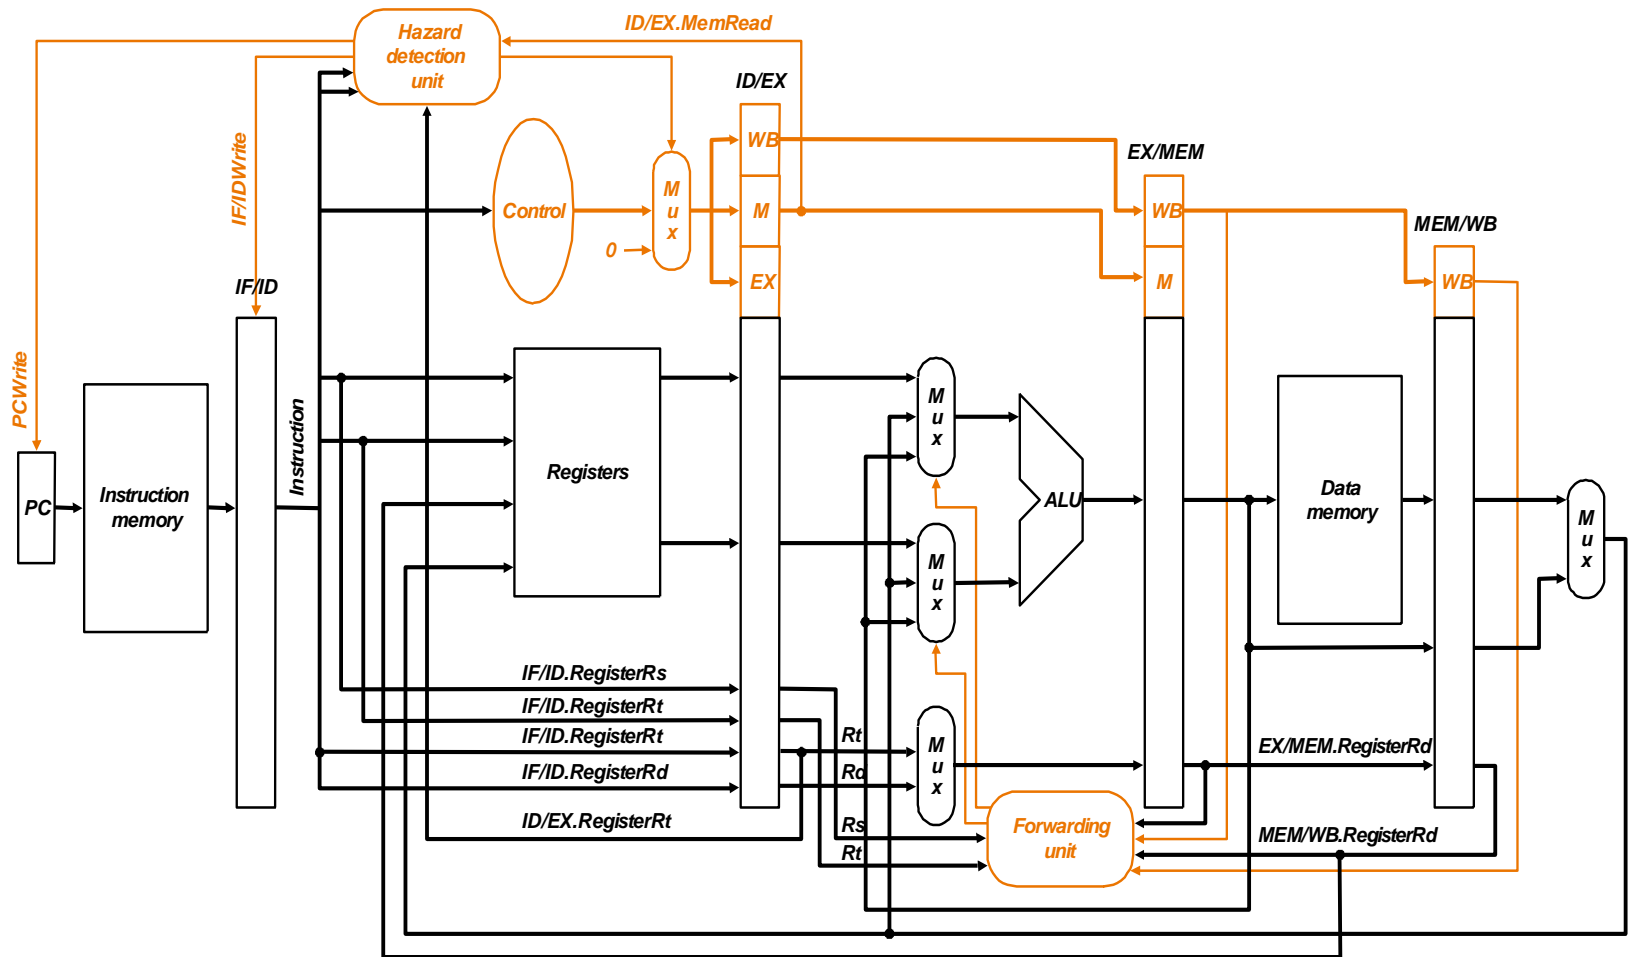 Hazard
detection
unit
ID/EX.MemRead
ID/EX
WB
M
EX
Control
M
u
x
0
EX/MEM
WB
M
MEM/WB
WB
IF/IDWrite
PCWrite
IF/ID
PC
Instruction
memory
Instruction
Registers
M
u
x
M
u
x
ALU
Data
memory
M
u
x
IF/ID.RegisterRs
IF/ID.RegisterRt
IF/ID.RegisterRt
IF/ID.RegisterRd
ID/EX.RegisterRt
Rt
Rd
M
u
x
Rs
Rt
Forwarding
unit
EX/MEM.RegisterRd
MEM/WB.RegisterRd